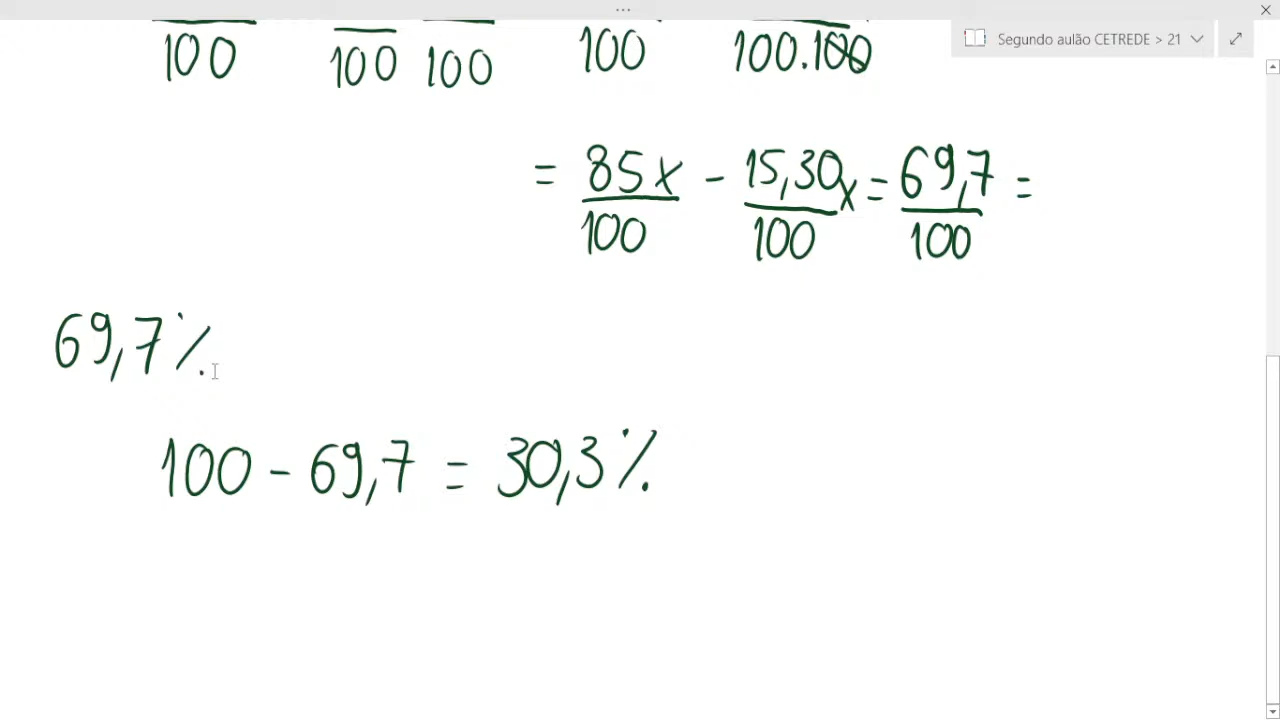 Segundo aulão CETREDE > 21
100 100 100 100 100.100
= 85x/100 - 15,30x/100 = 69,7/100 =
69,7%
100 - 69,7 = 30,3%